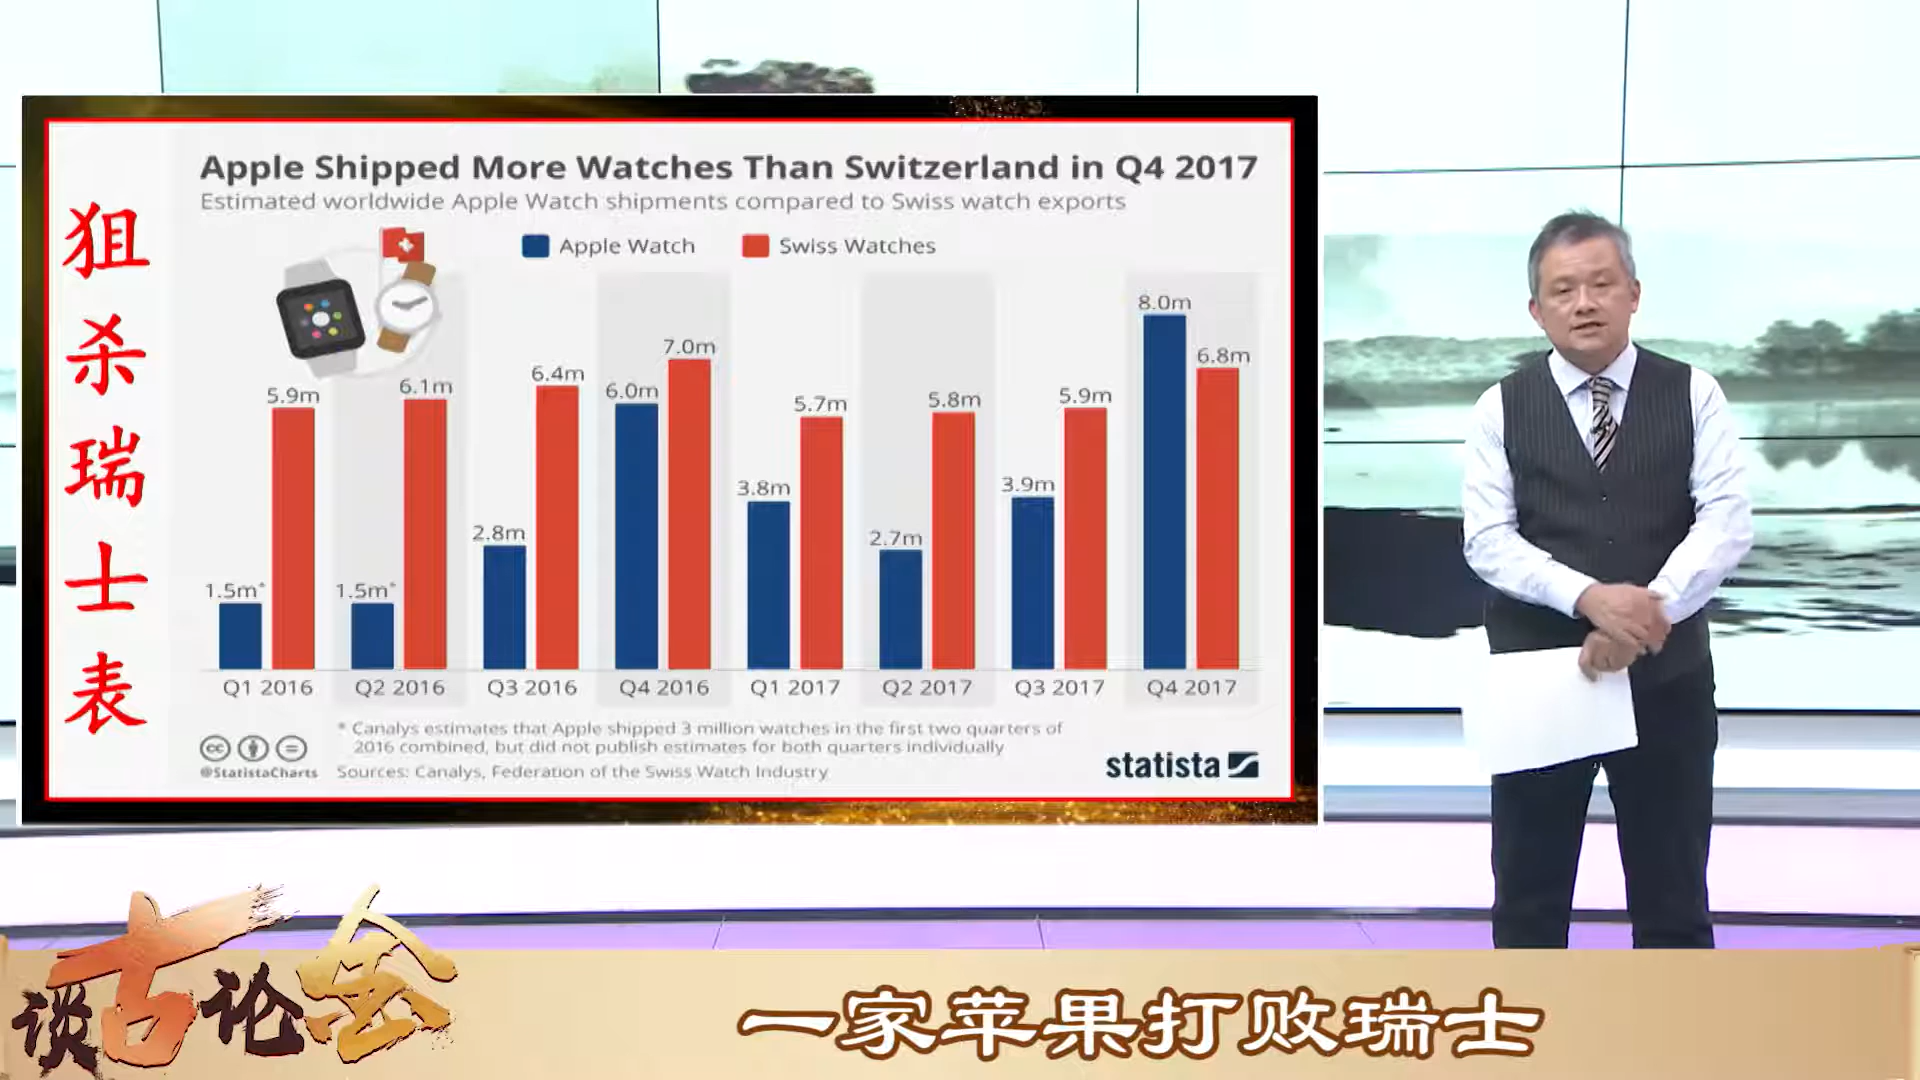 狙杀瑞士表
Apple Shipped More Watches Than Switzerland in Q4 2017
Estimated worldwide Apple Watch shipments compared to Swiss watch exports
Apple Watch
Swiss Watches
1.5m*
5.9m
1.5m*
6.1m
2.8m
6.4m
6.0m
7.0m
3.8m
5.7m
2.7m
5.8m
3.9m
5.9m
8.0m
6.8m
Q1 2016
Q2 2016
Q3 2016
Q4 2016
Q1 2017
Q2 2017
Q3 2017
Q4 2017
* Canalys estimates that Apple shipped 3 million watches in the first two quarters of
2016 combined, but did not publish estimates for both quarters individually
@StatistaCharts
Sources: Canalys, Federation of the Swiss Watch Industry
statista
谈古论金
一家苹果打败瑞士